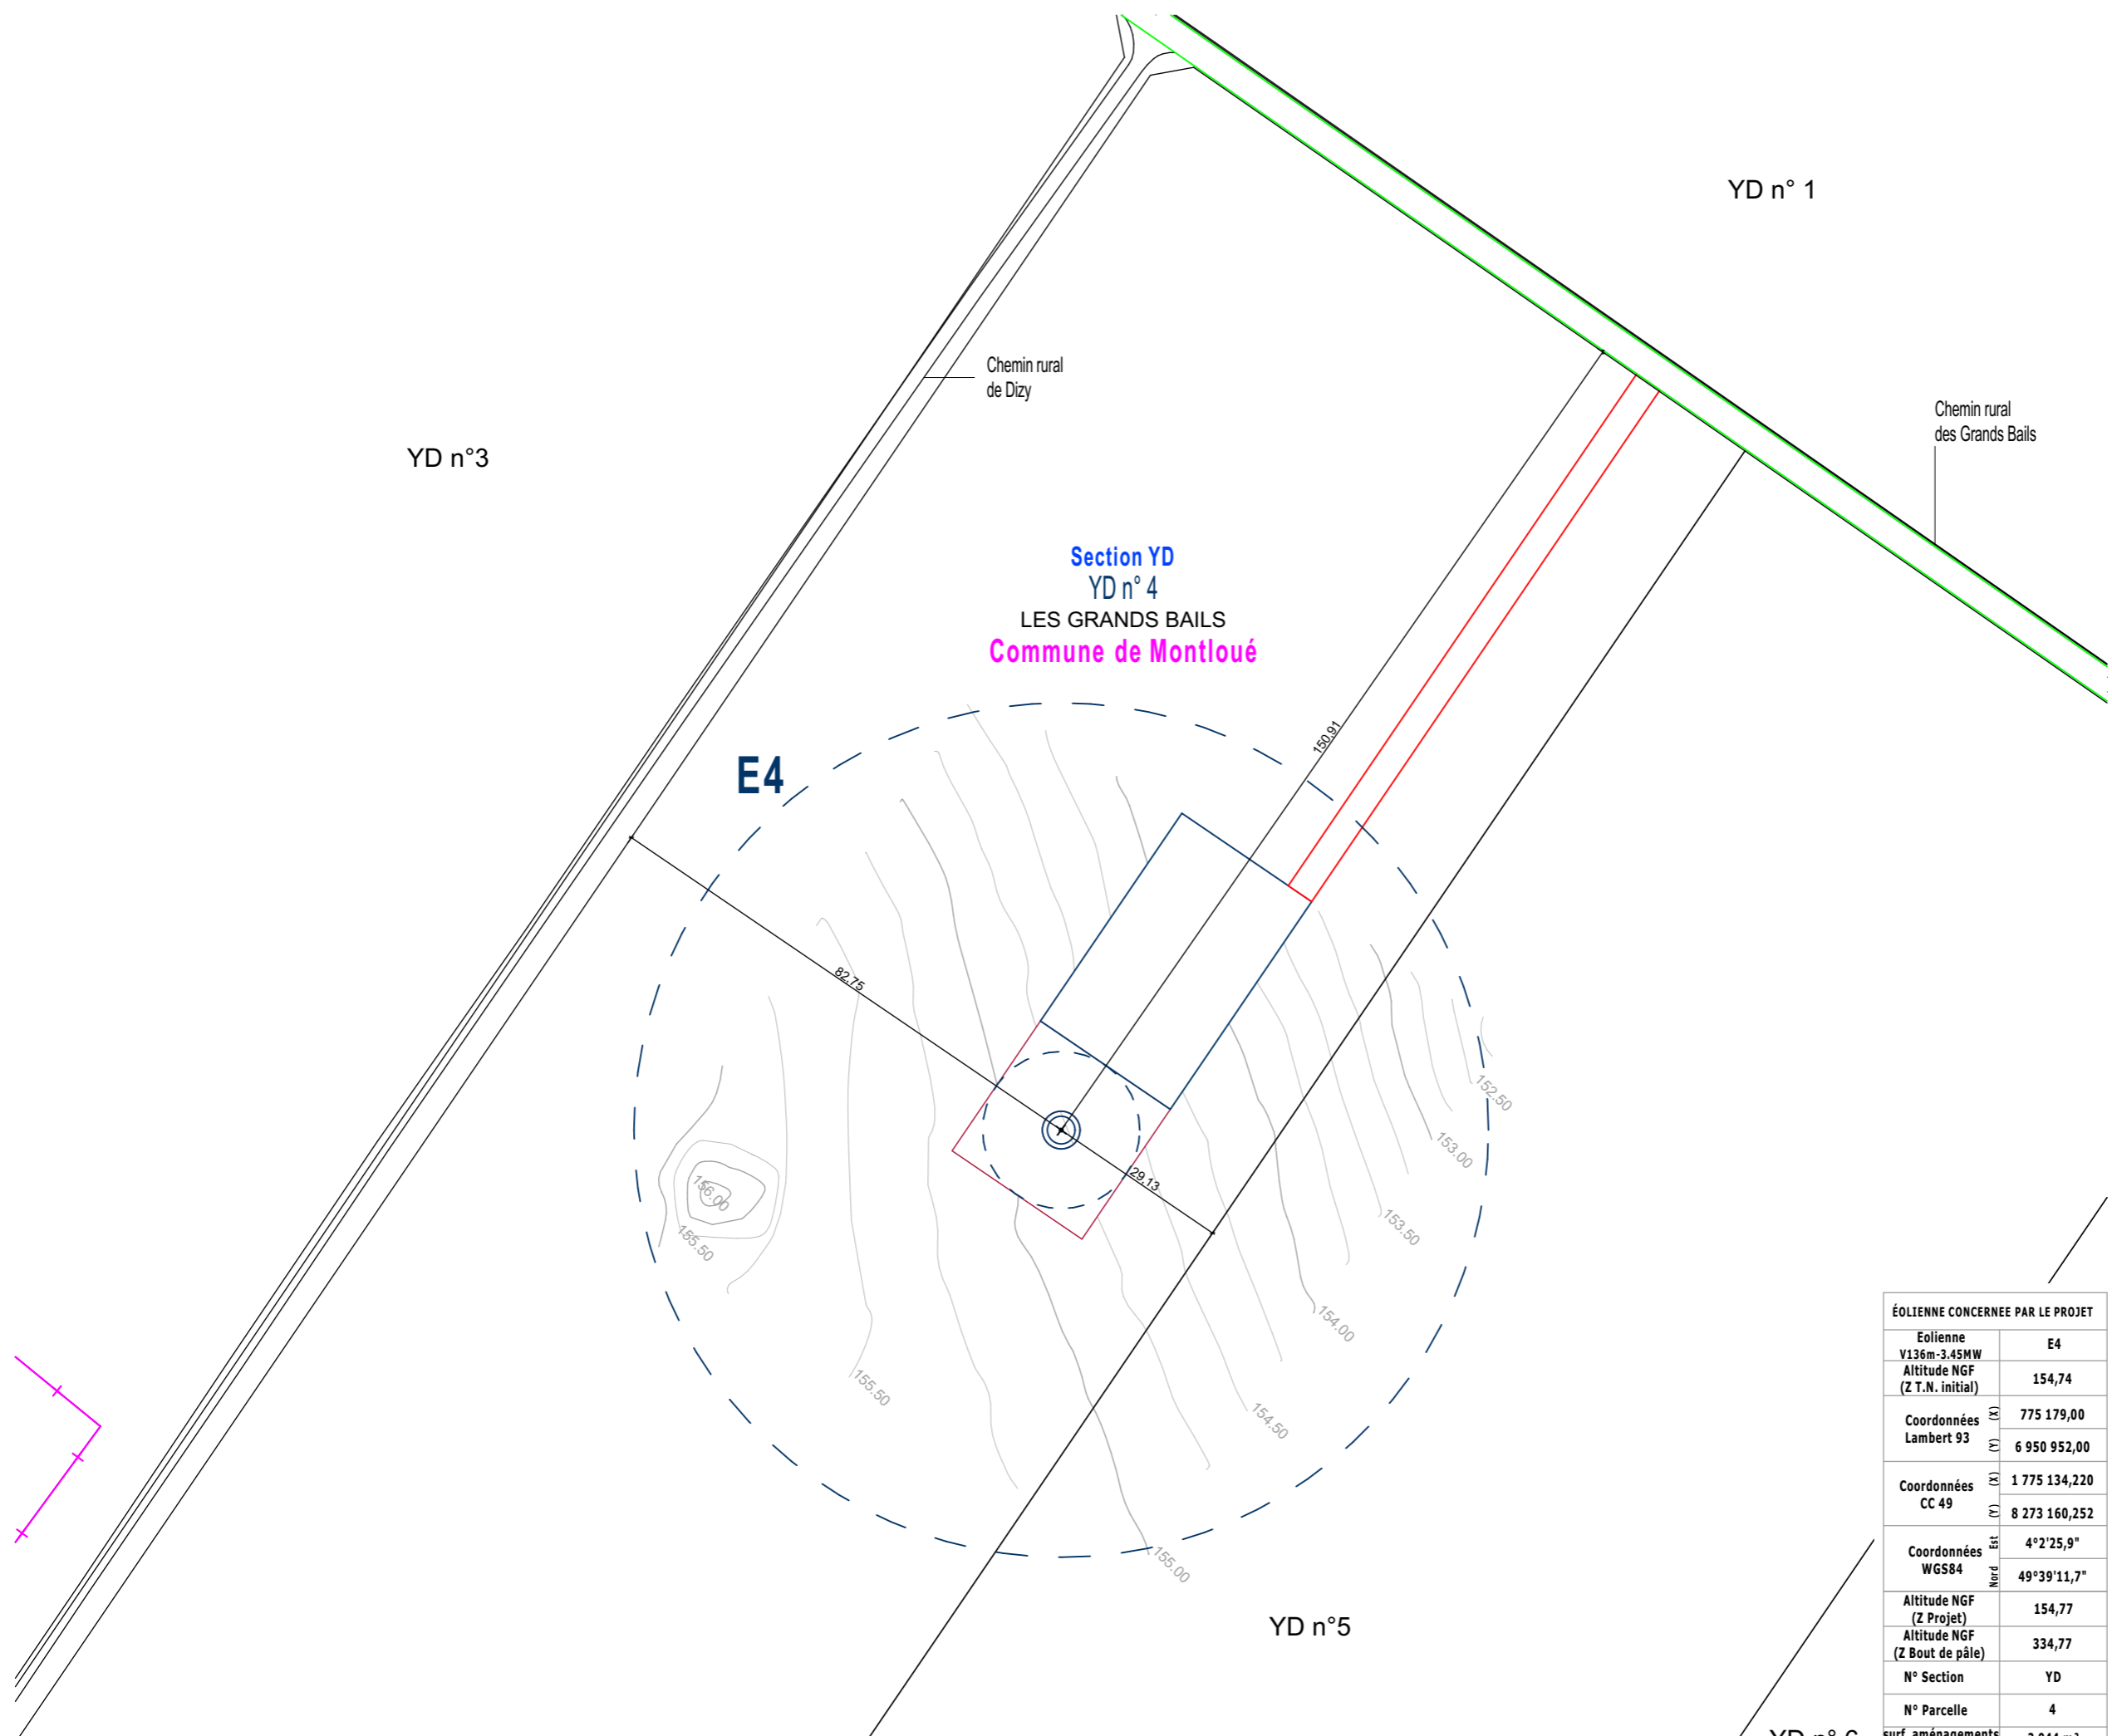 YD n° 1
Chemin rural
de Dizy
Chemin rural
des Grands Bails
YD n°3
Section YD
YD n° 4
LES GRANDS BAILS
Commune de Montloué
150,91
E4
82,75
29,13
152.50
153.00
156.00
155.50
153.50
154.00
155.50
154.50
155.00
YD n°5
ÉOLIENNE CONCERNEE PAR LE PROJET
Eolienne
V136m-3.45MW
E4
Altitude NGF
(Z T.N. initial)
154,74
Coordonnées
Lambert 93
(X)
775 179,00
(Y)
6 950 952,00
Coordonnées
CC 49
(X)
1 775 134,220
(Y)
8 273 160,252
Coordonnées
WGS84
Est
4°2'25,9"
Nord
49°39'11,7"
Altitude NGF
(Z Projet)
154,77
Altitude NGF
(Z Bout de pâle)
334,77
N° Section
YD
N° Parcelle
4
surf. aménagements
YD n° 6